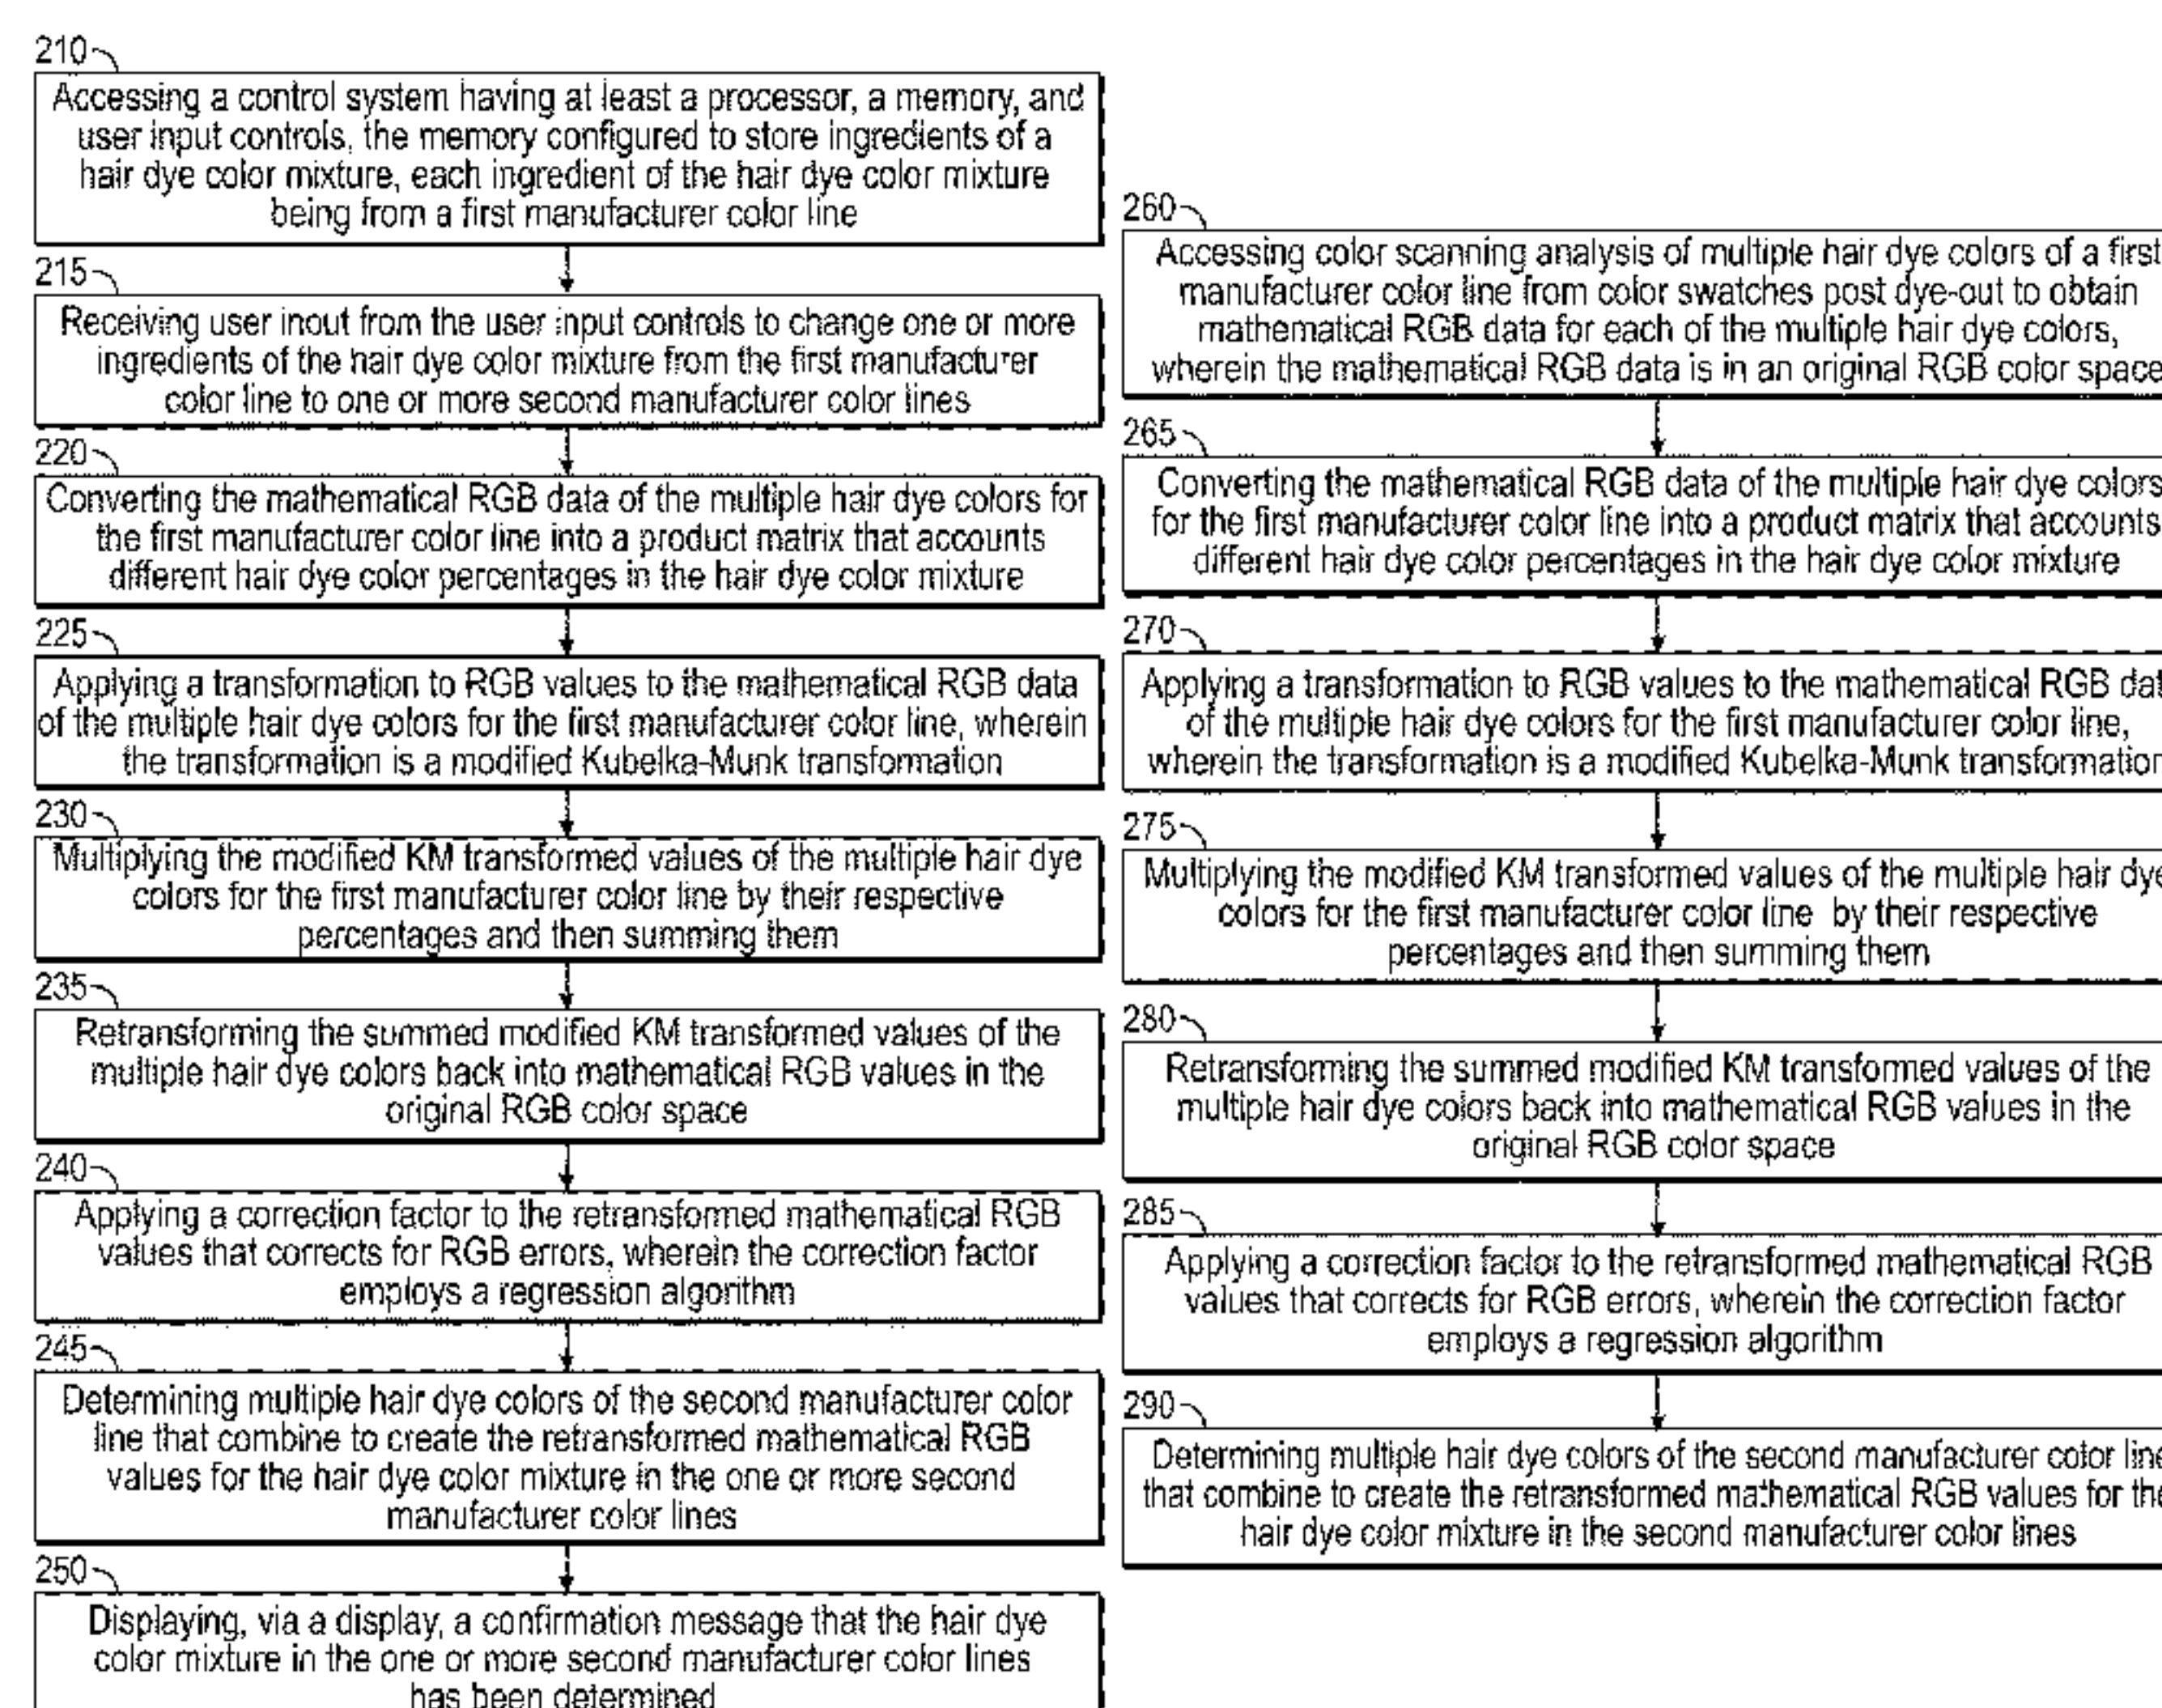 210
Accessing a control system having at least a processor, a memory, and
user input controls, the memory configured to store ingredients of a
hair dye color mixture, each ingredient of the hair dye color mixture
being from a first manufacturer color line
215
Receiving user inout from the user input controls to change one or more
ingredients of the hair dye color mixture from the first manufacturer
color line to one or more second manufacturer color lines
220
Converting the mathematical RGB data of the multiple hair dye colors for
the first manufacturer color line into a product matrix that accounts
different hair dye color percentages in the hair dye color mixture
225
Applying a transformation to RGB values to the mathematical RGB data
of the multiple hair dye colors for the first manufacturer color line, wherein
the transformation is a modified Kubelka-Munk transformation
230
Multiplying the modified KM transformed values of the multiple hair dye
colors for the first manufacturer color line by their respective
percentages and then summing them
235
Retransforming the summed modified KM transformed values of the
multiple hair dye colors back into mathematical RGB values in the
original RGB color space
240
Applying a correction factor to the retransformed mathematical RGB
values that corrects for RGB errors, wherein the correction factor
employs a regression algorithm
245
Determining multiple hair dye colors of the second manufacturer color
line that combine to create the retransformed mathematical RGB
values for the hair dye color mixture in the one or more second
manufacturer color lines
250
Displaying, via a display, a confirmation message that the hair dye
color mixture in the one or more second manufacturer color lines
has been determined
260
Accessing color scanning analysis of multiple hair dye colors of a first
manufacturer color line from color swatches post dye-out to obtain
mathematical RGB data for each of the multiple hair dye colors,
wherein the mathematical RGB data is in an original RGB color space
265
Converting the mathematical RGB data of the multiple hair dye colors
for the first manufacturer color line into a product matrix that accounts
different hair dye color percentages in the hair dye color mixture
270
Applying a transformation to RGB values to the mathematical RGB dat
of the multiple hair dye colors for the first manufacturer color line,
wherein the transformation is a modified Kubelka-Munk transformation
275
Multiplying the modified KM transformed values of the multiple hair dye
colors for the first manufacturer color line by their respective
percentages and then summing them
280
Retransforming the summed modified KM transformed values of the
multiple hair dye colors back into mathematical RGB values in the
original RGB color space
285
Applying a correction factor to the retransformed mathematical RGB
values that corrects for RGB errors, wherein the correction factor
employs a regression algorithm
290
Determining multiple hair dye colors of the second manufacturer color line
that combine to create the retransformed mathematical RGB values for the
hair dye color mixture in the second manufacturer color lines